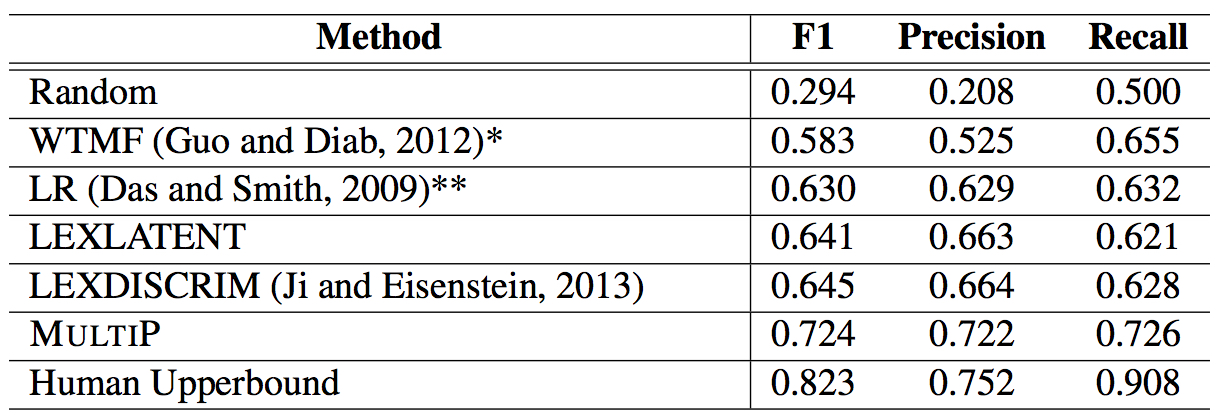 Method F1 Precision Recall
Random 0.294 0.208 0.500
WTMF (Guo and Diab, 2012)* 0.583 0.525 0.655
LR (Das and Smith, 2009)** 0.630 0.629 0.632
LEXLATENT 0.641 0.663 0.621
LEXDISCRIM (Ji and Eisenstein, 2013) 0.645 0.664 0.628
MULTIP 0.724 0.722 0.726
Human Upperbound 0.823 0.752 0.908